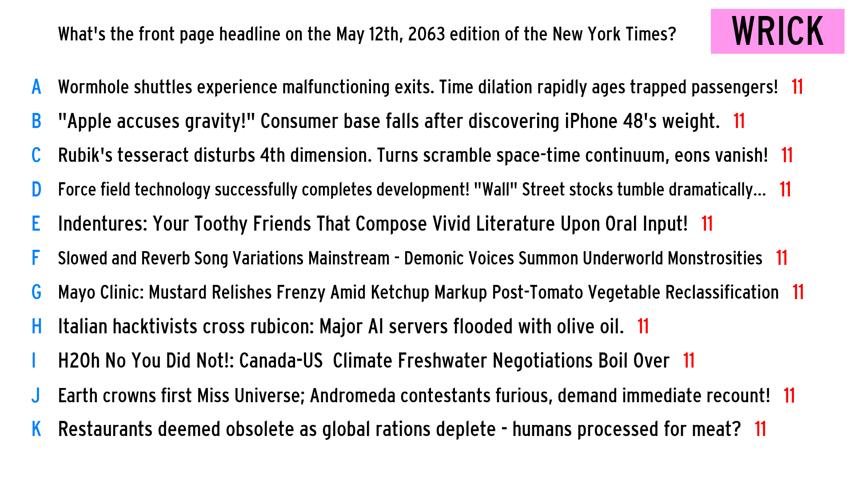 What's the front page headline on the May 12th, 2063 edition of the New York Times?
WRICK
A Wormhole shuttles experience malfunctioning exits. Time dilation rapidly ages trapped passengers! 11
B "Apple accuses gravity!" Consumer base falls after discovering iPhone 48's weight. 11
C Rubik's tesseract disturbs 4th dimension. Turns scramble space-time continuum, eons vanish! 11
D Force field technology successfully completes development! "Wall" Street stocks tumble dramatically... 11
E Indentures: Your Toothy Friends That Compose Vivid Literature Upon Oral Input! 11
F Slowed and Reverb Song Variations Mainstream - Demonic Voices Summon Underworld Monstrosities 11
G Mayo Clinic: Mustard Relishes Frenzy Amid Ketchup Markup Post-Tomato Vegetable Reclassification 11
H Italian hacktivists cross rubicon: Major AI servers flooded with olive oil. 11
I H20h No You Did Not!: Canada-US Climate Freshwater Negotiations Boil Over 11
J Earth crowns first Miss Universe; Andromeda contestants furious, demand immediate recount! 11
K Restaurants deemed obsolete as global rations deplete - humans processed for meat? 11